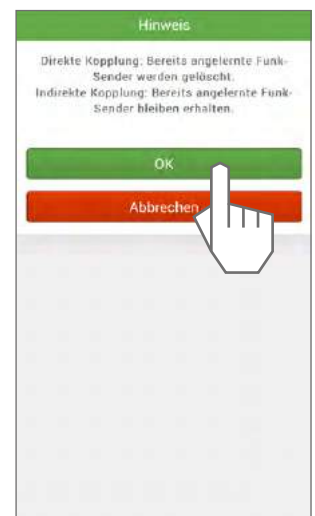 Hinweis
Direkte Kopplung: Bereits angelernte Funk-
Sender werden gelöscht.
Indirekte Kopplung: Bereits angelernte Funk-
Sender bleiben erhalten.
OK
Abbrechen